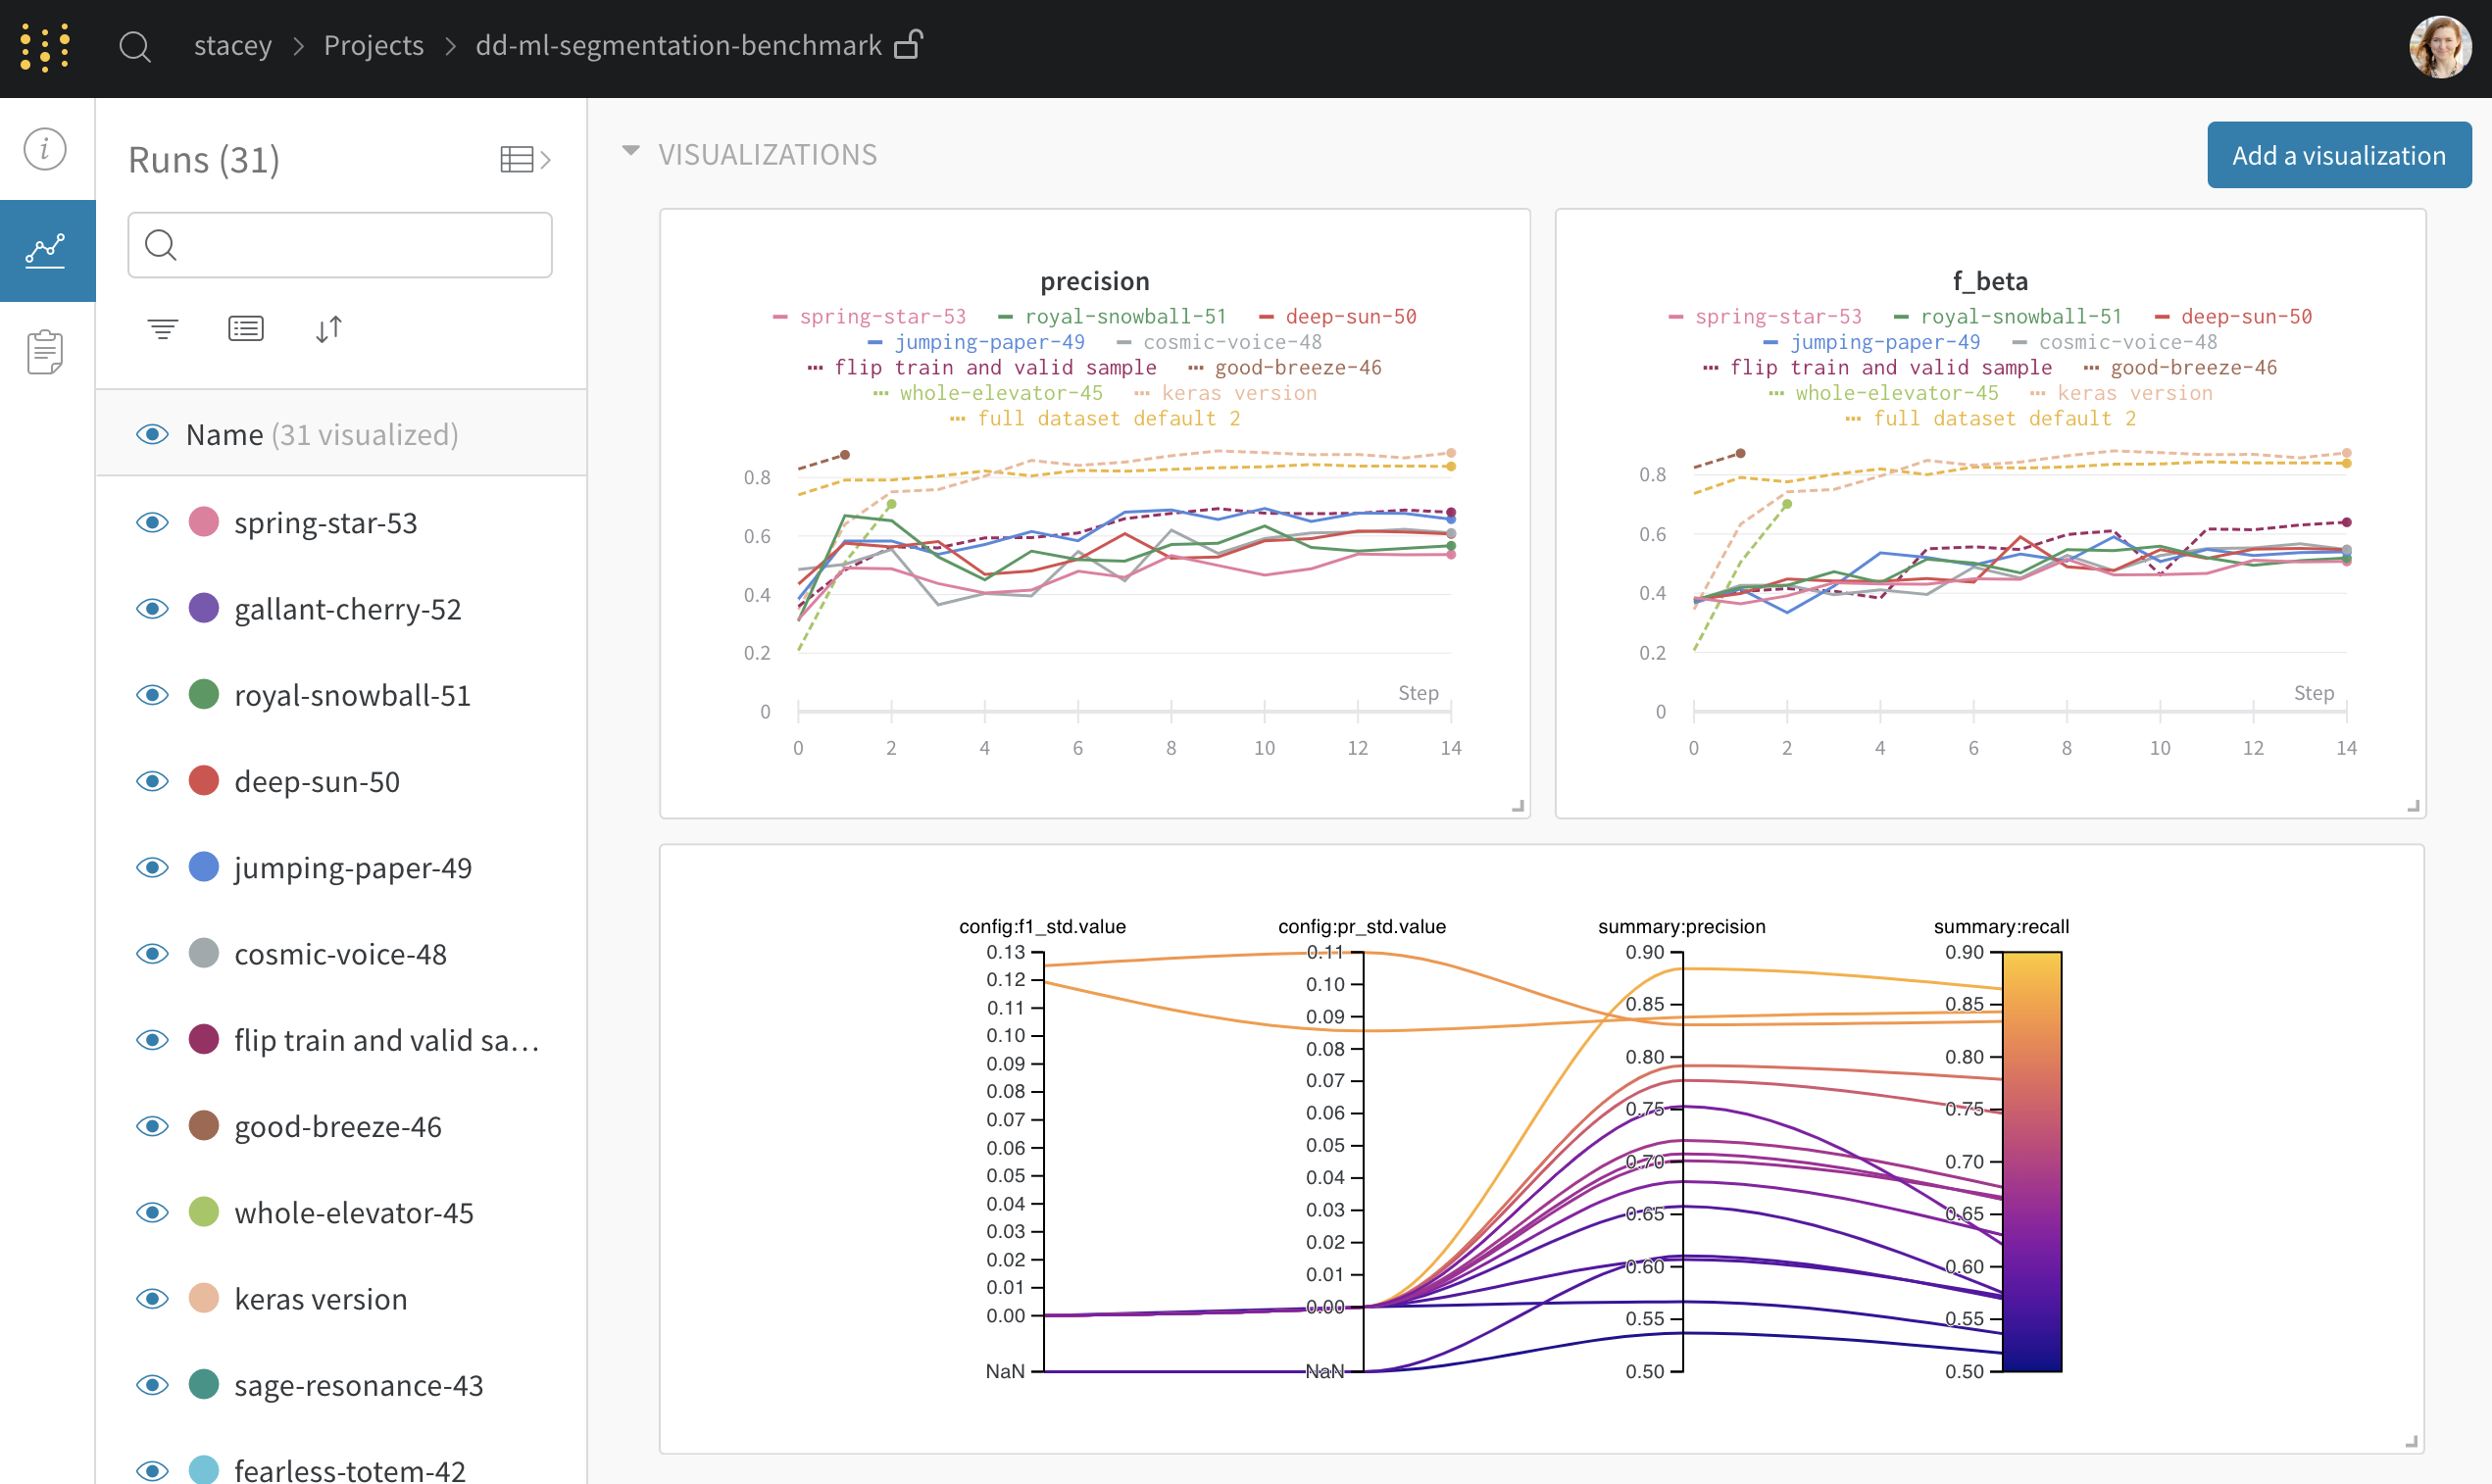 stacey > Projects > dd-ml-segmentation-benchmark
Runs (31)
Name (31 visualized)
spring-star-53
gallant-cherry-52
royal-snowball-51
deep-sun-50
jumping-paper-49
cosmic-voice-48
flip train and valid sa...
good-breeze-46
whole-elevator-45
keras version
sage-resonance-43
fearless-totem-42
VISUALIZATIONS
Add a visualization
precision
spring-star-53 royal-snowball-51 deep-sun-50
jumping-paper-49 cosmic-voice-48
flip train and valid sample good-breeze-46
whole-elevator-45 keras version
full dataset default 2
0.8
0.6
0.4
0.2
0
Step
0 2 4 6 8 10 12 14
f_beta
spring-star-53 royal-snowball-51 deep-sun-50
jumping-paper-49 cosmic-voice-48
flip train and valid sample good-breeze-46
whole-elevator-45 keras version
full dataset default 2
0.8
0.6
0.4
0.2
0
Step
0 2 4 6 8 10 12 14
config:f1_std.value
0.13
0.12
0.11
0.10
0.09
0.08
0.07
0.06
0.05
0.04
0.03
0.02
0.01
0.00
NaN
config:pr_std.value
0.11
0.10
0.09
0.08
0.07
0.06
0.05
0.04
0.03
0.02
0.01
0.00
NaN
summary:precision
0.90
0.85
0.80
0.75
0.70
0.65
0.60
0.55
0.50
summary:recall
0.90
0.85
0.80
0.75
0.70
0.65
0.60
0.55
0.50